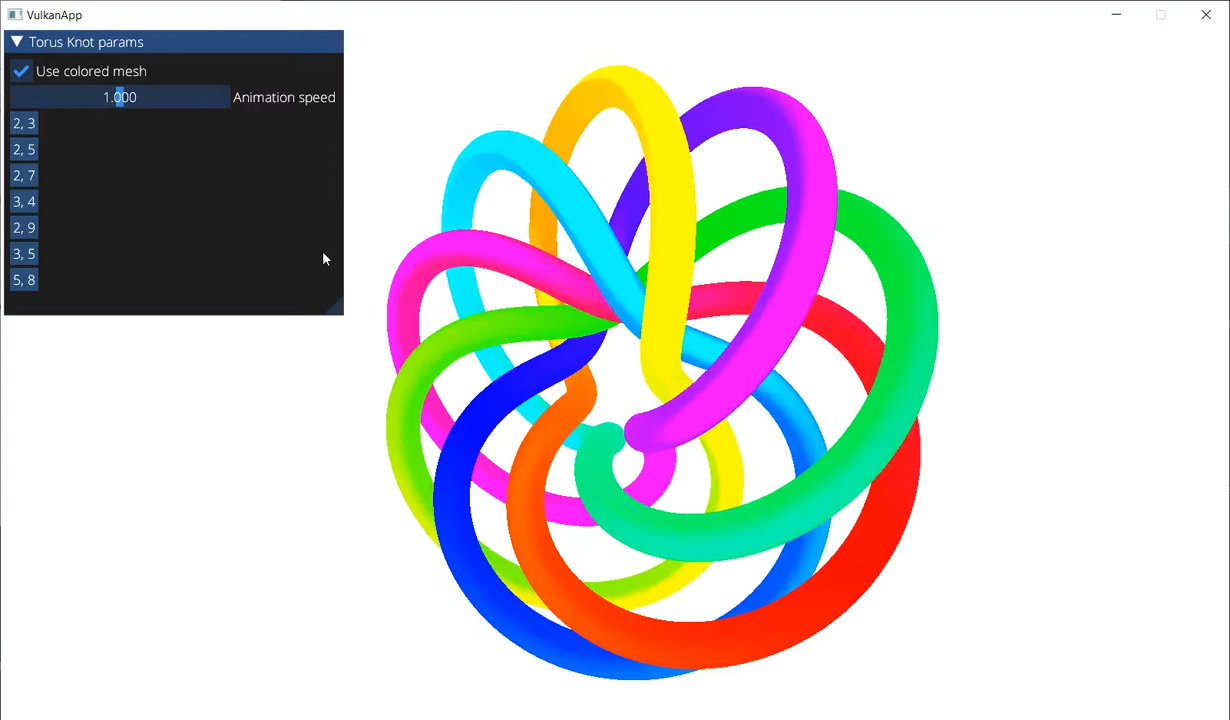 VulkanApp
Torus Knot params
Use colored mesh
1.000 Animation speed
2, 3
2, 5
2, 7
3, 4
2, 9
3, 5
5, 8